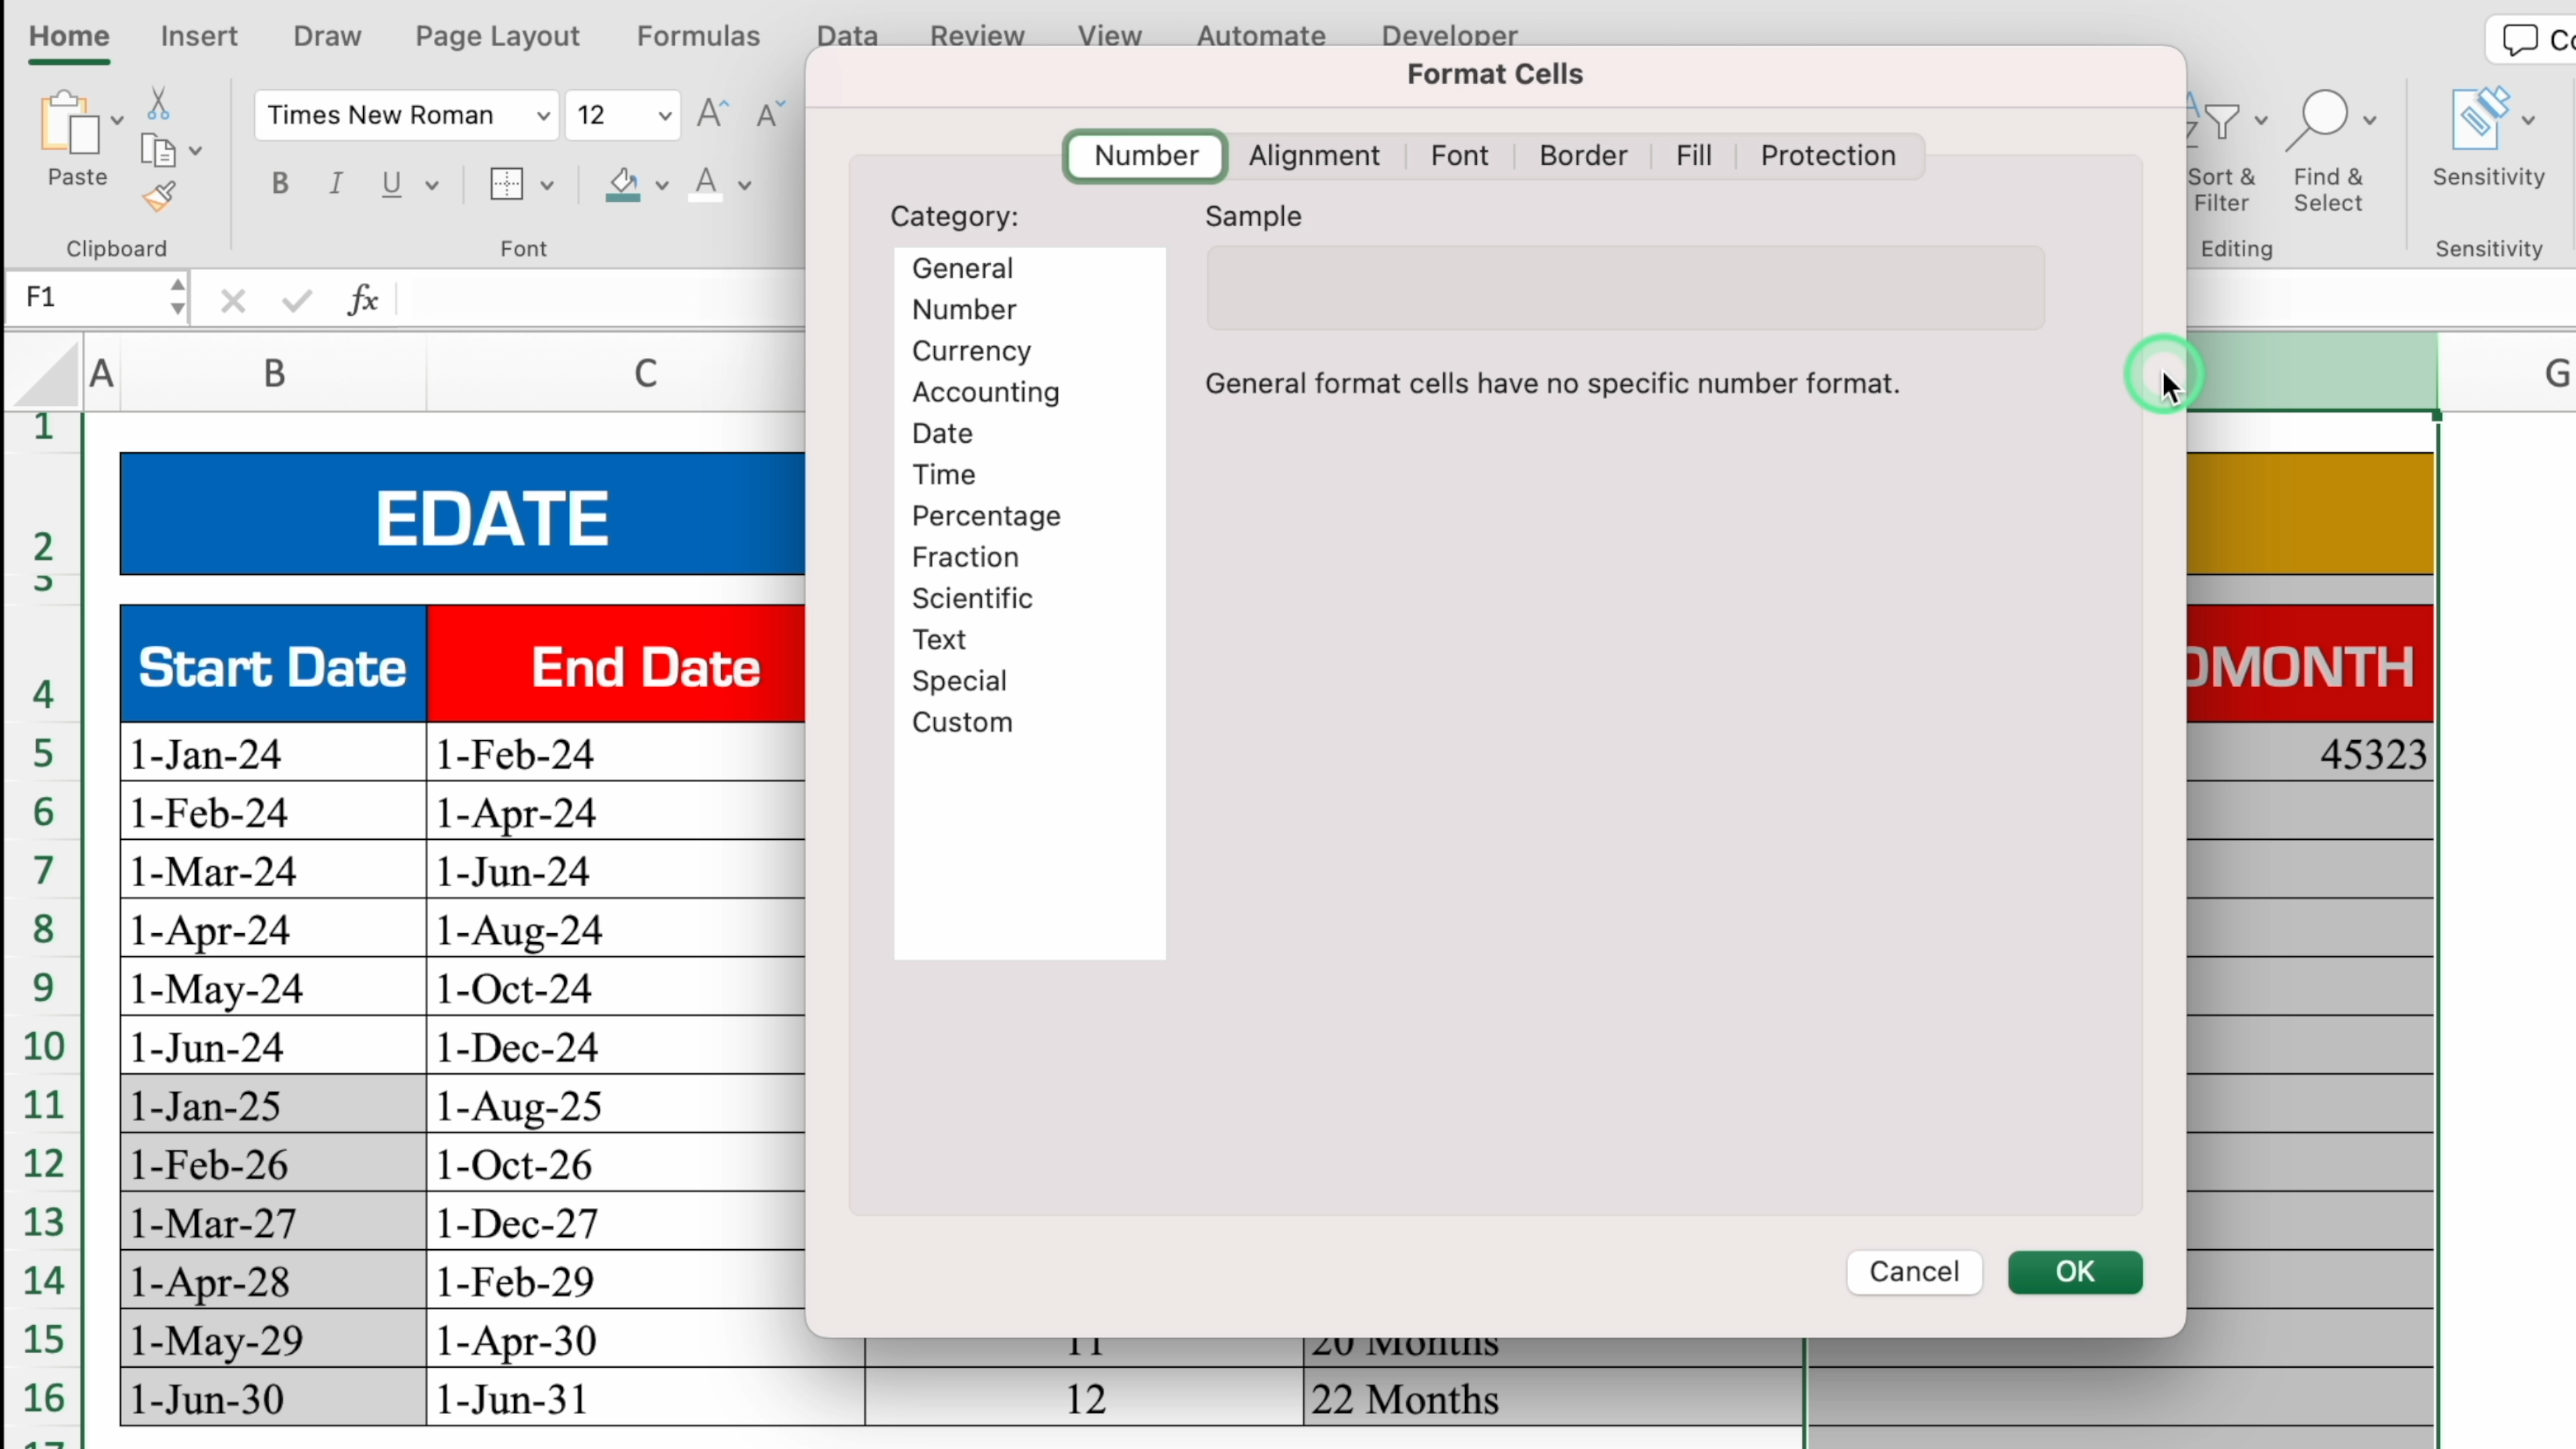 Home Insert Draw Page Layout Formulas Data Review View Automate Developer
Format Cells
Times New Roman 12
Paste
B I U A
Clipboard Font
Sort & Filter
Find & Select
Sensitivity
Editing Sensitivity
Number Alignment Font Border Fill Protection
Category: Sample
General
Number
Currency
Accounting
Date
Time
Percentage
Fraction
Scientific
Text
Special
Custom
General format cells have no specific number format.
Cancel OK
F1 fx
A B C G
1
2 EDATE
3
4 Start Date End Date
5 1-Jan-24 1-Feb-24 45323
6 1-Feb-24 1-Apr-24
7 1-Mar-24 1-Jun-24
8 1-Apr-24 1-Aug-24
9 1-May-24 1-Oct-24
10 1-Jun-24 1-Dec-24
11 1-Jan-25 1-Aug-25
12 1-Feb-26 1-Oct-26
13 1-Mar-27 1-Dec-27
14 1-Apr-28 1-Feb-29
15 1-May-29 1-Apr-30 11 20 Months
16 1-Jun-30 1-Jun-31 12 22 Months